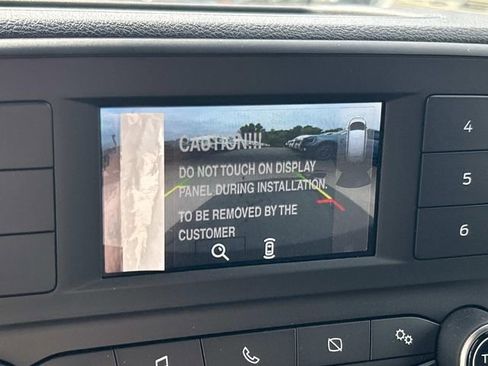 CAUTION!!!!
DO NOT TOUCH ON DISPLAY
PANEL DURING INSTALLATION.
TO BE REMOVED BY THE
CUSTOMER
4
5
6
T